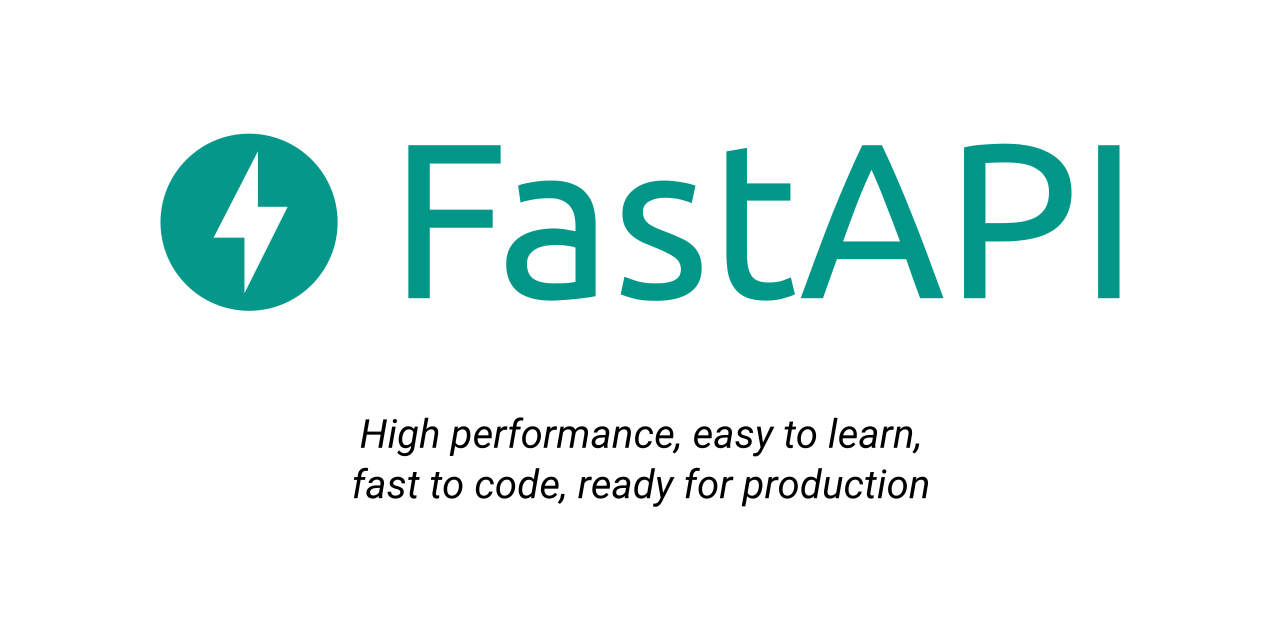 FastAPI
High performance, easy to learn,
fast to code, ready for production